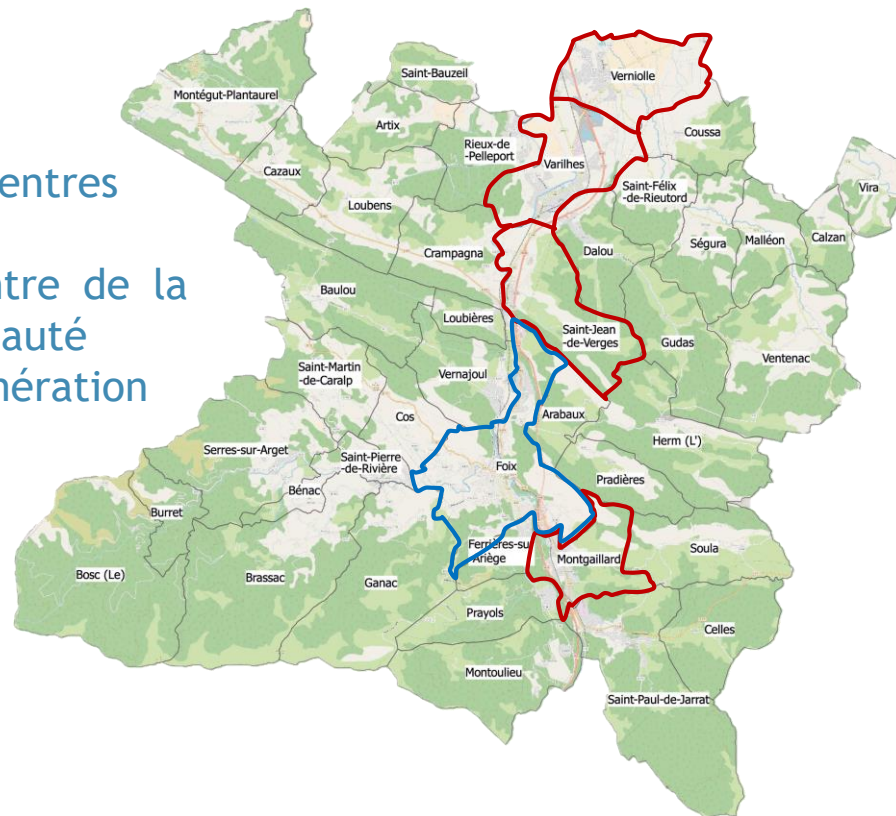 entres
ntre de la
auté
nération
Verniolle
Saint-Bauzeil
Montégut-Plantaurel
Artix
Coussa
Rieux-de
-Pelleport
Varilhes
Cazaux
Saint-Félix
-de-Rieutord
Vira
Loubens
Ségura
Malléon
Calzan
Crampagna
Dalou
Baulou
Loubières
Saint-Jean
-de-Verges
Gudas
Ventenac
Saint-Martin
-de-Caralp
Vernajoul
Cos
Arabaux
Herm (L')
Serres-sur-Arget
Saint-Pierre
-de-Rivière
Foix
Pradières
Bénac
Burret
Ferrières-su
Ariège
Montgaillard
Soula
Bosc (Le)
Brassac
Ganac
Prayols
Celles
Montoulieu
Saint-Paul-de-Jarrat